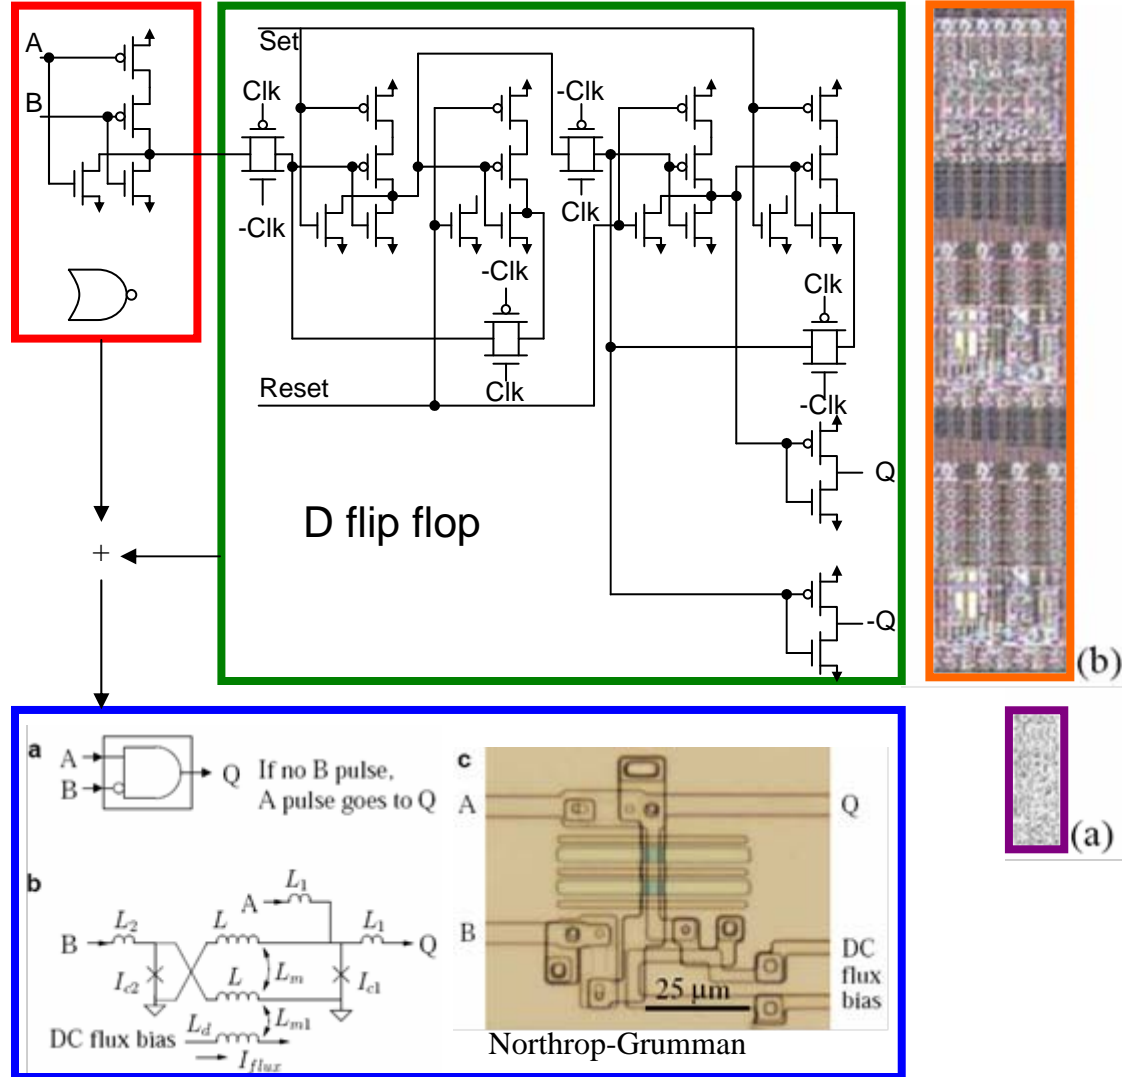 A
B
Set
Clk
-Clk
-Clk
Clk
-Clk
Clk
Clk
-Clk
Reset
D flip flop
Q
-Q
+
(b)
(a)
a
A
B
Q
If no B pulse,
A pulse goes to Q
b
B
L2
L
A
L1
L1
Q
Ic2
L
Lm
Ic1
Lm1
DC flux bias
Ld
Iflux
c
A
B
Q
DC
flux
bias
25 µm
Northrop-Grumman